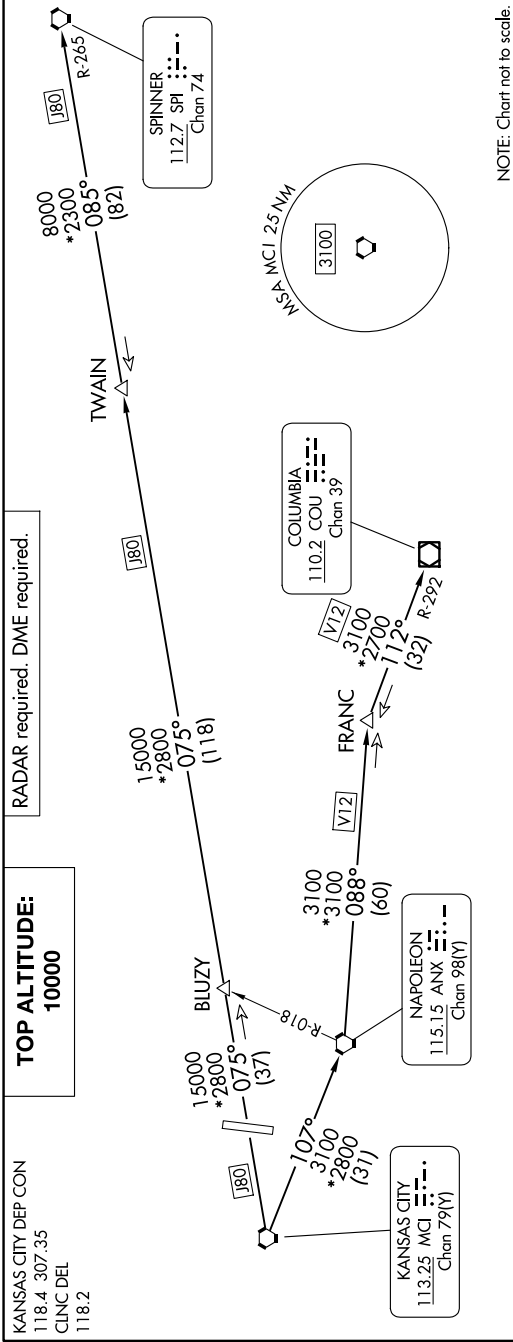 KANSAS CITY DEP CON
118.4 307.35
CLNC DEL
118.2
TOP ALTITUDE:
10000
RADAR required. DME required.
J80
15000
*2800
075°
(37)
BLUZY
15000
*2800
075°
(118)
J80
TWAIN
8000
*2300
085°
(82)
J80
R-265
SPINNER
112.7 SPI
Chan 74
107°
3100
*2800
(31)
R-018
KANSAS CITY
113.25 MCI
Chan 79(Y)
NAPOLEON
115.15 ANX
Chan 98(Y)
3100
*3100
088°
(60)
V12
FRANC
V12
3100
*2700
112°
(32)
R-292
COLUMBIA
110.2 COU
Chan 39
MSA MCI 25 NM
3100
NOTE: Chart not to scale.